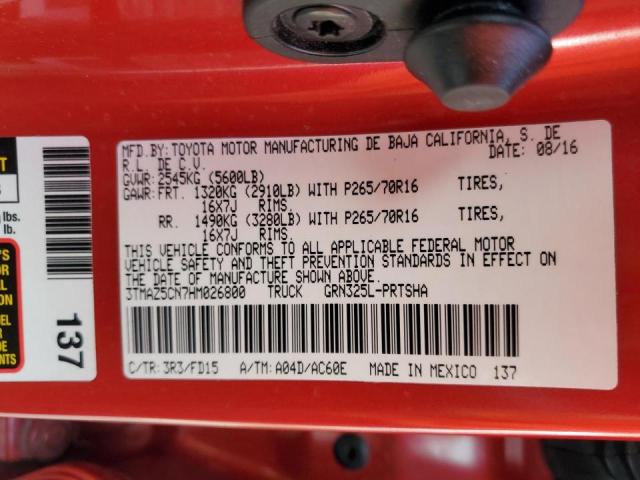 MFD.BY: TOYOTA MOTOR MANUFACTURING DE BAJA CALIFORNIA, S. DE
R.L. DE C.V. DATE: 08/16
GVWR: 2545KG (5600LB)
GAWR: FRT. 1320KG (2910LB) WITH P265/70R16 TIRES,
16X7J RIMS.
RR. 1490KG (3280LB) WITH P265/70R16 TIRES,
16X7J RIMS.
THIS VEHICLE CONFORMS TO ALL APPLICABLE FEDERAL MOTOR
VEHICLE SAFETY AND THEFT PREVENTION STANDARDS IN EFFECT ON
THE DATE OF MANUFACTURE SHOWN ABOVE.
3TMAZ5CN7HM026800 TRUCK GRN325L-PRTSHA
C/TR: 3R3/FD15 A/TM: A04D/AC60E MADE IN MEXICO 137
137
lbs.
lb.